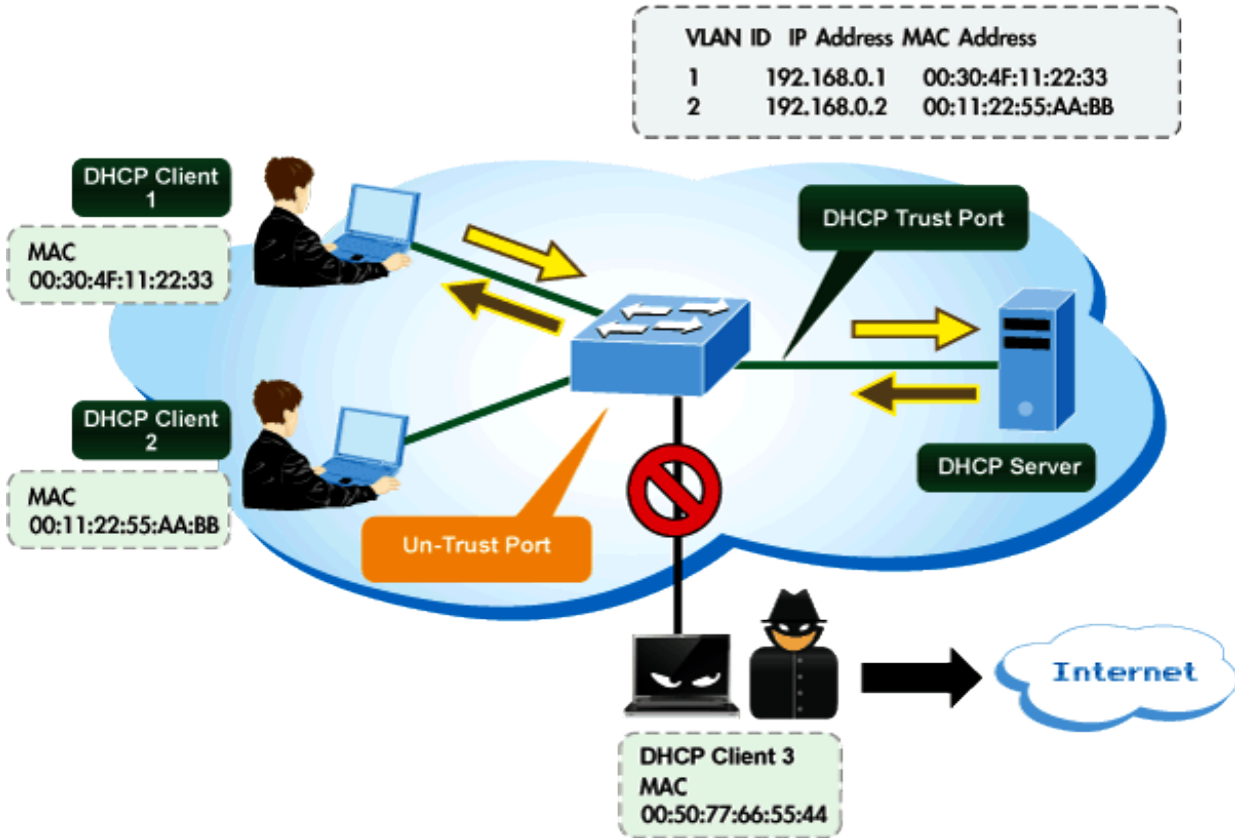 VLAN ID IP Address MAC Address
1 192.168.0.1 00:30:4F:11:22:33
2 192.168.0.2 00:11:22:55:AA:BB
DHCP Client
1
MAC
00:30:4F:11:22:33
DHCP Trust Port
DHCP Client
2
MAC
00:11:22:55:AA:BB
Un-Trust Port
DHCP Server
Internet
DHCP Client 3
MAC
00:50:77:66:55:44